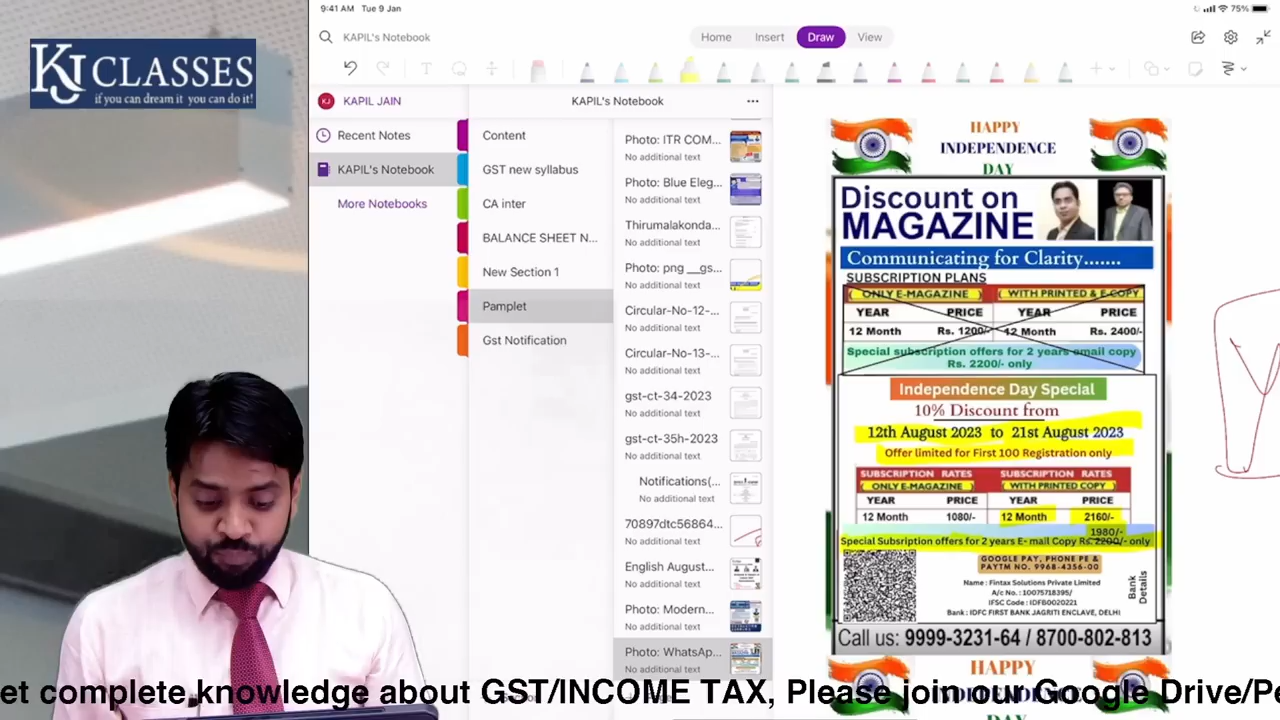 9:41 AM Tue 9 Jan
75%
KJ CLASSES
if you can dream it you can do it!
KAPIL's Notebook
Home Insert Draw View
KJ KAPIL JAIN
Recent Notes
KAPIL's Notebook
More Notebooks
Content
GST new syllabus
CA inter
BALANCE SHEET N...
New Section 1
Pamplet
Gst Notification
KAPIL's Notebook
Photo: ITR COM...
No additional text
Photo: Blue Eleg...
No additional text
Thirumalakonda...
No additional text
Photo: png __gs...
No additional text
Circular-No-12-...
No additional text
Circular-No-13-...
No additional text
gst-ct-34-2023
No additional text
gst-ct-35h-2023
No additional text
Notifications(...
No additional text
70897dtc56864...
No additional text
English August...
No additional text
Photo: Modern...
No additional text
Photo: WhatsAp...
No additional text
HAPPY
INDEPENDENCE
DAY
Discount on
MAGAZINE
Communicating for Clarity.......
SUBSCRIPTION PLANS
(ONLY E-MAGAZINE) (WITH PRINTED & E-COPY
YEAR PRICE YEAR PRICE
12 Month Rs. 1200/- 12 Month Rs. 2400/-
Special subscription offers for 2 years email copy
Rs. 2200/- only
Independence Day Special
10% Discount from
12th August 2023 to 21st August 2023
Offer limited for First 100 Registration only
SUBSCRIPTION RATES SUBSCRIPTION RATES
(ONLY E-MAGAZINE) (WITH PRINTED COPY)
YEAR PRICE YEAR PRICE
12 Month 1080/- 12 Month 2160/-
1980/-
Special Subsription offers for 2 years E- mail Copy Rs. 2200/- only
GOOGLE PAY, PHONE PE &
PAYTM NO. 9968-4356-00
Name : Fintax Solutions Private Limited
A/c No. : 10075718395/
IFSC Code : IDFB0020221
Bank : IDFC FIRST BANK JAGRITI ENCLAVE, DELHI
Bank
Details
Call us: 9999-3231-64 / 8700-802-813
HAPPY
INDEPENDENCE
DAY
et complete knowledge about GST/INCOME TAX, Please join our Google Drive/Pe